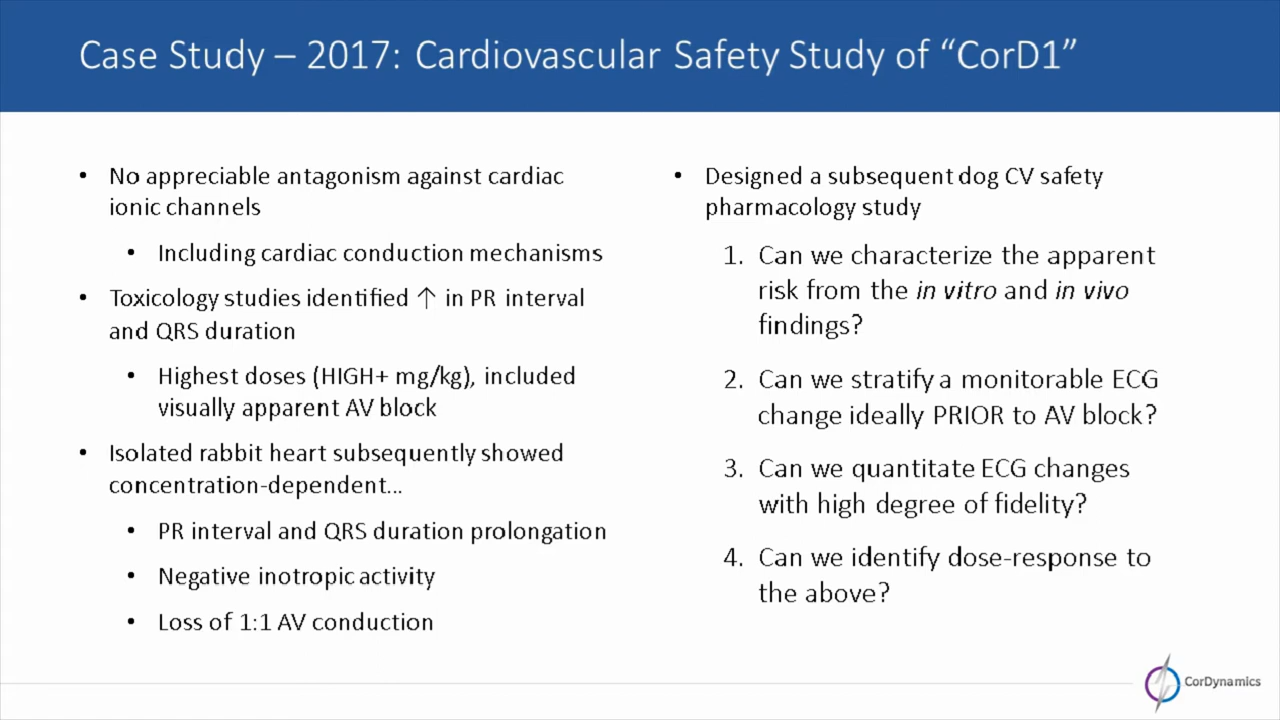 Case Study – 2017: Cardiovascular Safety Study of “CorD1”
• No appreciable antagonism against cardiac
ionic channels
• Including cardiac conduction mechanisms
• Toxicology studies identified ↑ in PR interval
and QRS duration
• Highest doses (HIGH+ mg/kg), included
visually apparent AV block
• Isolated rabbit heart subsequently showed
concentration-dependent...
• PR interval and QRS duration prolongation
• Negative inotropic activity
• Loss of 1:1 AV conduction
• Designed a subsequent dog CV safety
pharmacology study
1. Can we characterize the apparent
risk from the in vitro and in vivo
findings?
2. Can we stratify a monitorable ECG
change ideally PRIOR to AV block?
3. Can we quantitate ECG changes
with high degree of fidelity?
4. Can we identify dose-response to
the above?
CorDynamics